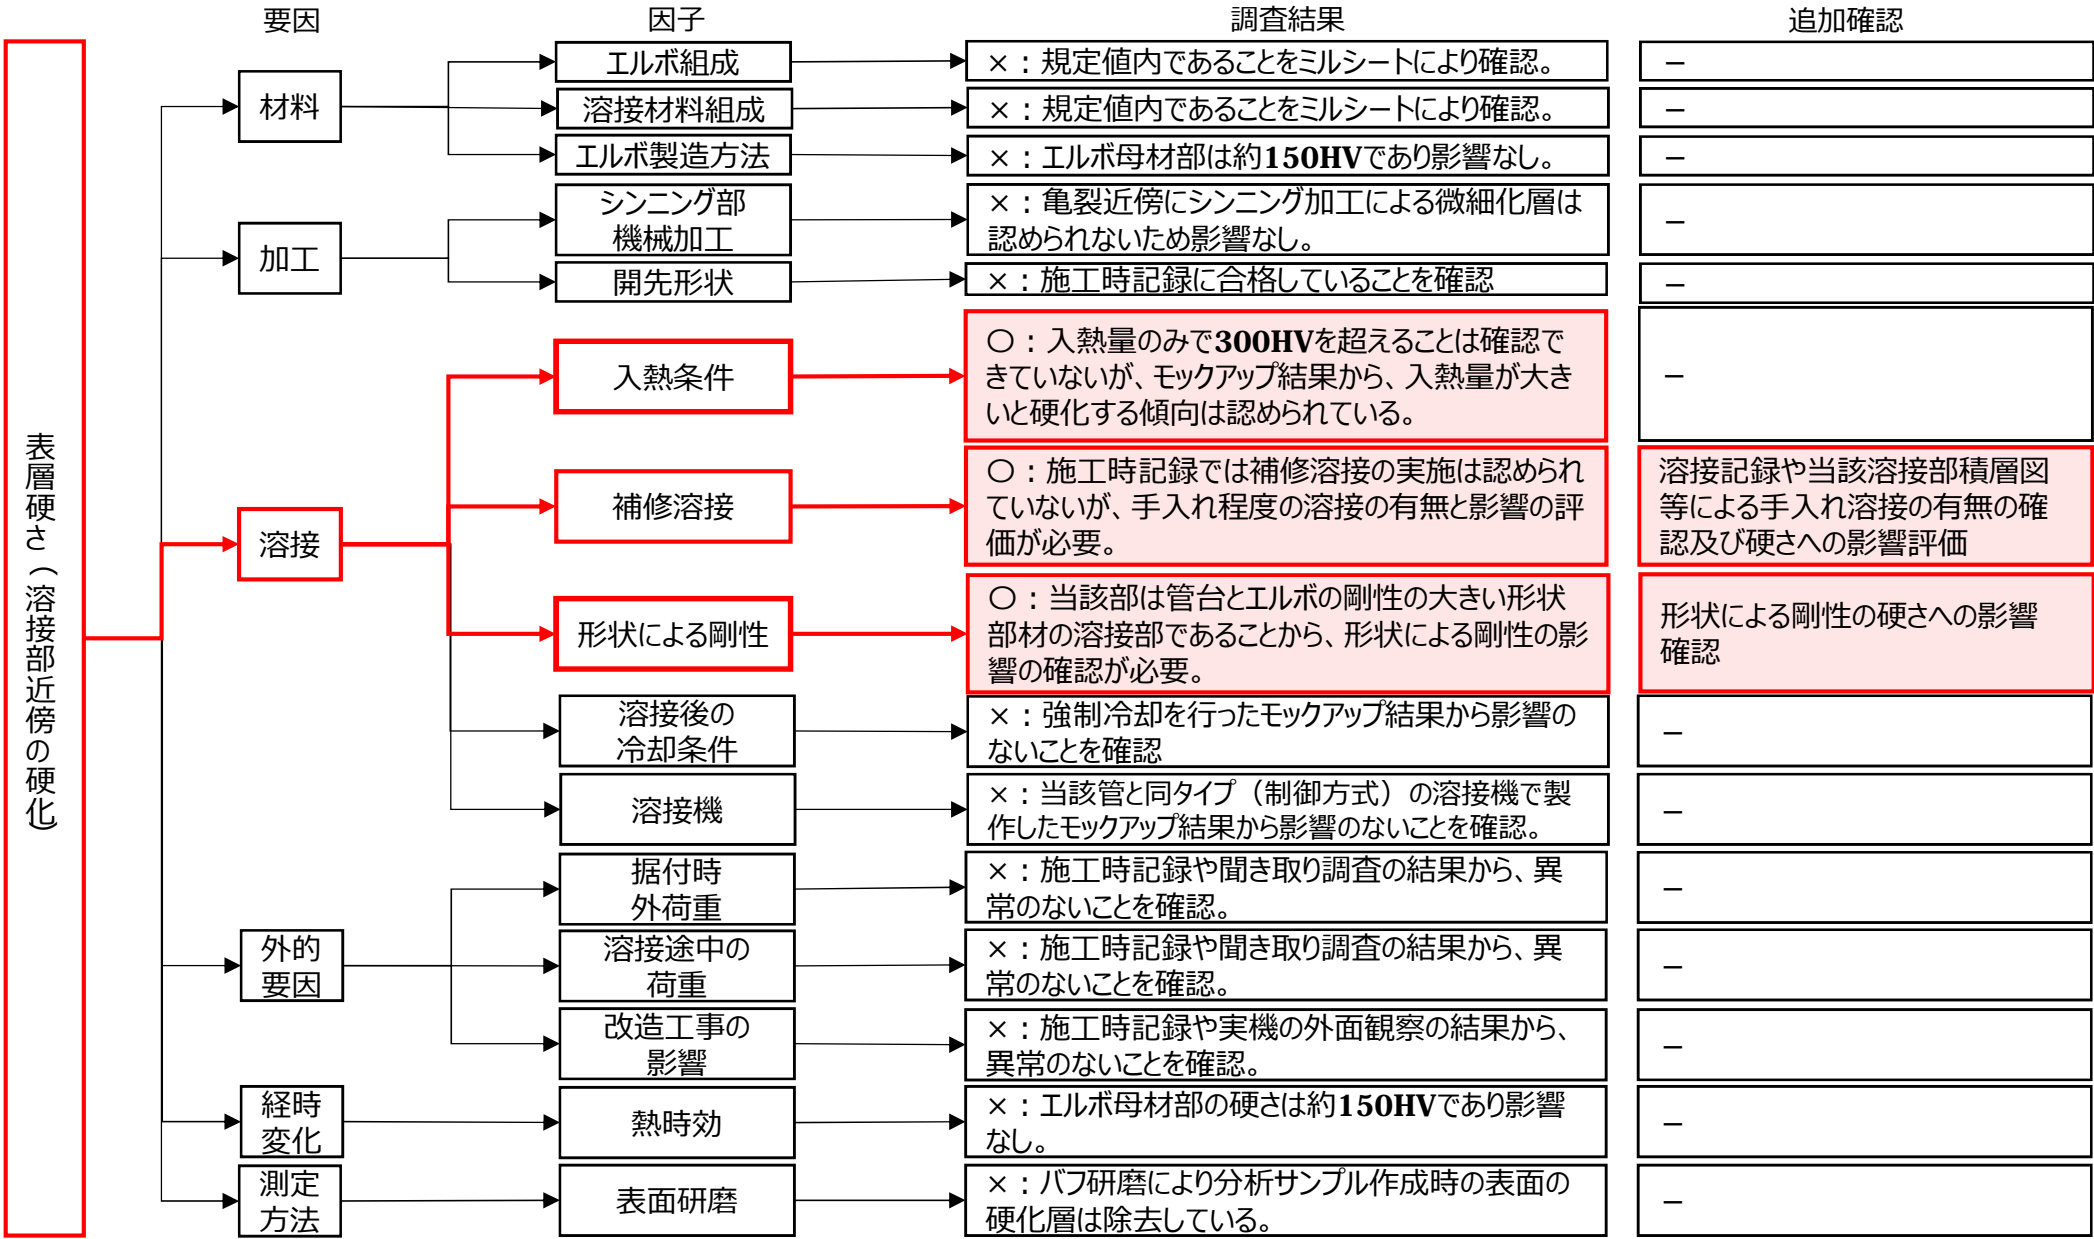 要因
因子
調査結果
追加確認
表層硬さ（溶接部近傍の硬化）
材料
エルボ組成
×：規定値内であることをミルシートにより確認。
－
溶接材料組成
×：規定値内であることをミルシートにより確認。
－
エルボ製造方法
×：エルボ母材部は約150HVであり影響なし。
－
加工
シンニング部
機械加工
×：亀裂近傍にシンニング加工による微細化層は
認められないため影響なし。
－
開先形状
×：施工時記録に合格していることを確認
－
溶接
入熱条件
〇：入熱量のみで300HVを超えることは確認で
きていないが、モックアップ結果から、入熱量が大き
いと硬化する傾向は認められている。
－
補修溶接
〇：施工時記録では補修溶接の実施は認められ
ていないが、手入れ程度の溶接の有無と影響の評
価が必要。
溶接記録や当該溶接部積層図
等による手入れ溶接の有無の確
認及び硬さへの影響評価
形状による剛性
〇：当該部は管台とエルボの剛性の大きい形状
部材の溶接部であることから、形状による剛性の影
響の確認が必要。
形状による剛性の硬さへの影響
確認
溶接後の
冷却条件
×：強制冷却を行ったモックアップ結果から影響の
ないことを確認
－
溶接機
×：当該管と同タイプ（制御方式）の溶接機で製
作したモックアップ結果から影響のないことを確認。
－
外的
要因
据付時
外荷重
×：施工時記録や聞き取り調査の結果から、異
常のないことを確認。
－
溶接途中の
荷重
×：施工時記録や聞き取り調査の結果から、異
常のないことを確認。
－
改造工事の
影響
×：施工時記録や実機の外面観察の結果から、
異常のないことを確認。
－
経時
変化
熱時効
×：エルボ母材部の硬さは約150HVであり影響
なし。
－
測定
方法
表面研磨
×：バフ研磨により分析サンプル作成時の表面の
硬化層は除去している。
－